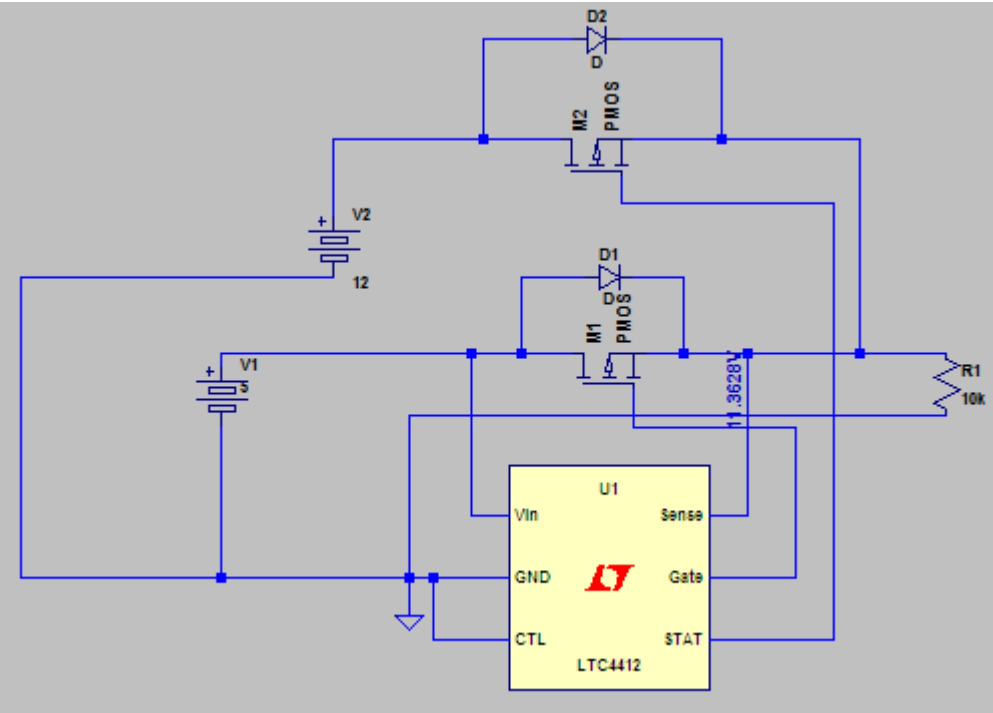 D2
D
M2
PMOS
+
V2
12
D1
D
M1
PMOS
+
V1
5
11.3628V
R1
10k
U1
Vin
Sense
GND
Gate
CTL
STAT
LTC4412